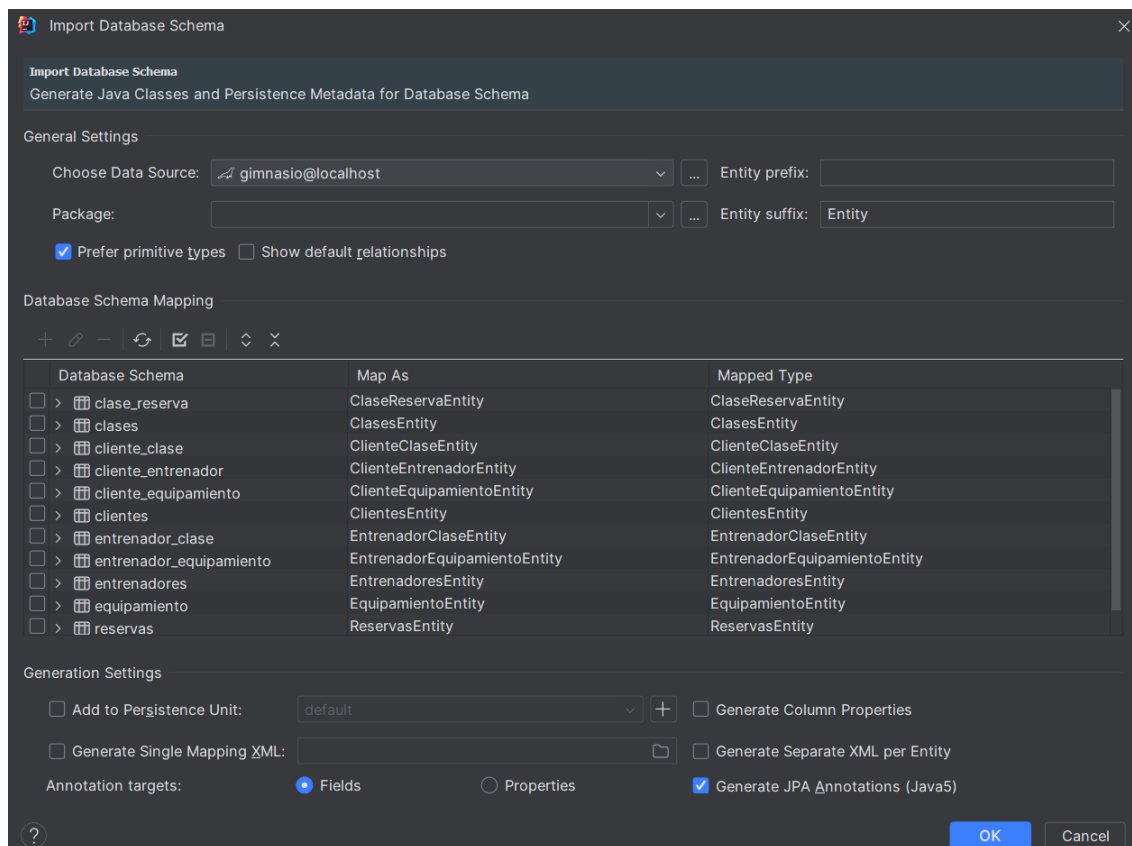 Import Database Schema
Import Database Schema
Generate Java Classes and Persistence Metadata for Database Schema
General Settings
Choose Data Source: gimnasio@localhost ... Entity prefix:
Package: ... Entity suffix: Entity
Prefer primitive types Show default relationships
Database Schema Mapping
Database Schema Map As Mapped Type
clase_reserva ClaseReservaEntity ClaseReservaEntity
clases ClasesEntity ClasesEntity
cliente_clase ClienteClaseEntity ClienteClaseEntity
cliente_entrenador ClienteEntrenadorEntity ClienteEntrenadorEntity
cliente_equipamiento ClienteEquipamientoEntity ClienteEquipamientoEntity
clientes ClientesEntity ClientesEntity
entrenador_clase EntrenadorClaseEntity EntrenadorClaseEntity
entrenador_equipamiento EntrenadorEquipamientoEntity EntrenadorEquipamientoEntity
entrenadores EntrenadoresEntity EntrenadoresEntity
equipamiento EquipamientoEntity EquipamientoEntity
reservas ReservasEntity ReservasEntity
Generation Settings
Add to Persistence Unit: default Generate Column Properties
Generate Single Mapping XML: Generate Separate XML per Entity
Annotation targets: Fields Properties Generate JPA Annotations (Java5)
? OK Cancel